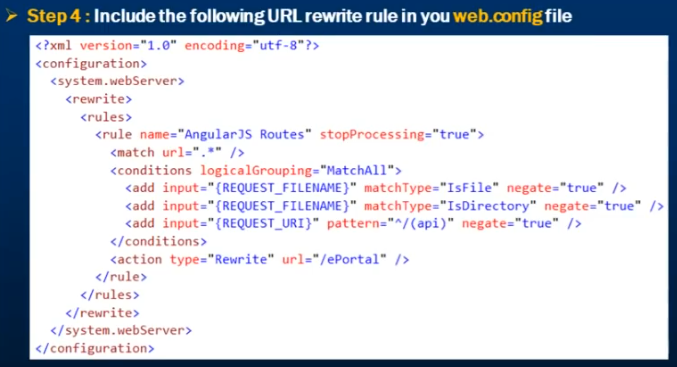 Step 4 : Include the following URL rewrite rule in you web.config file
<?xml version="1.0" encoding="utf-8"?>
<configuration>
  <system.webServer>
    <rewrite>
      <rules>
        <rule name="AngularJS Routes" stopProcessing="true">
          <match url=".*" />
          <conditions logicalGrouping="MatchAll">
            <add input="{REQUEST_FILENAME}" matchType="IsFile" negate="true" />
            <add input="{REQUEST_FILENAME}" matchType="IsDirectory" negate="true" />
            <add input="{REQUEST_URI}" pattern="^/(api)" negate="true" />
          </conditions>
          <action type="Rewrite" url="/ePortal" />
        </rule>
      </rules>
    </rewrite>
  </system.webServer>
</configuration>